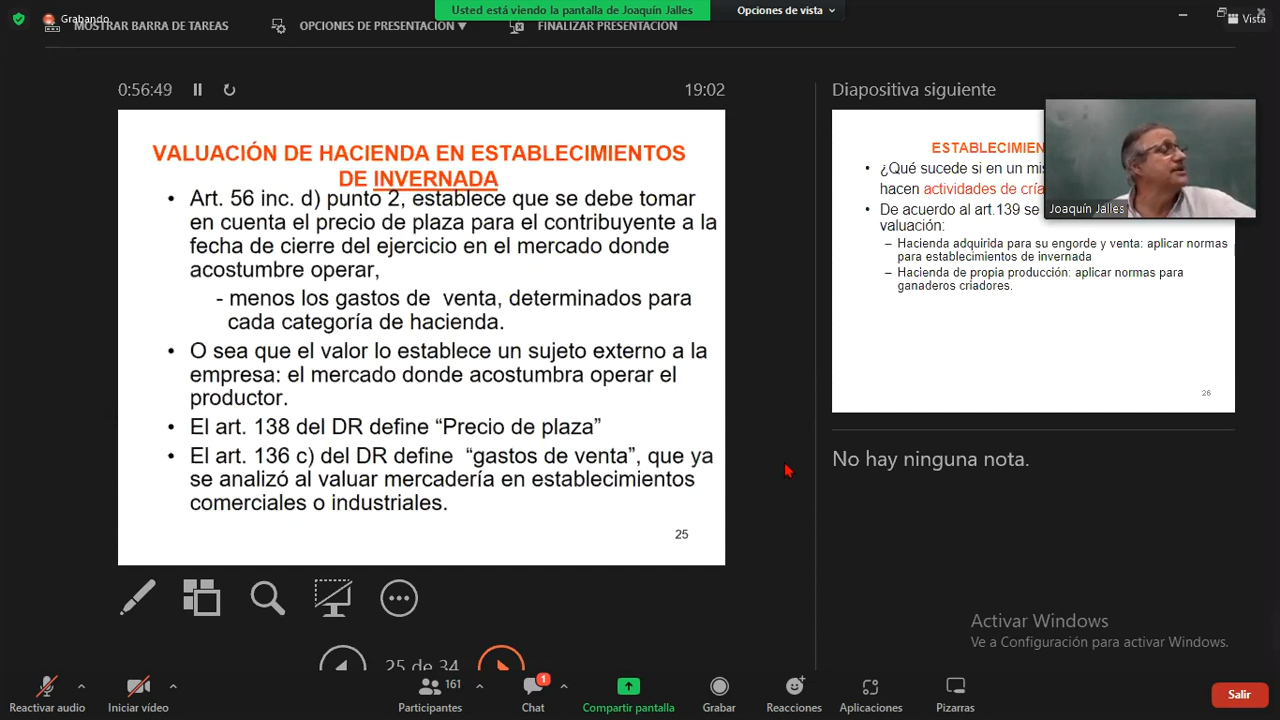 Grabando
Usted está viendo la pantalla de Joaquín Jalles
Opciones de vista
Vista
MOSTRAR BARRA DE TAREAS
OPCIONES DE PRESENTACIÓN
FINALIZAR PRESENTACIÓN
0:56:49
19:02
VALUACIÓN DE HACIENDA EN ESTABLECIMIENTOS
DE INVERNADA
• Art. 56 inc. d) punto 2, establece que se debe tomar
en cuenta el precio de plaza para el contribuyente a la
fecha de cierre del ejercicio en el mercado donde
acostumbre operar,
- menos los gastos de venta, determinados para
cada categoría de hacienda.
• O sea que el valor lo establece un sujeto externo a la
empresa: el mercado donde acostumbra operar el
productor.
• El art. 138 del DR define “Precio de plaza”
• El art. 136 c) del DR define “gastos de venta”, que ya
se analizó al valuar mercadería en establecimientos
comerciales o industriales.
25
Diapositiva siguiente
• ¿Qué sucede si en un
hacen actividades de
• De acuerdo al art.139 se
valuación:
– Hacienda adquirida para su engorde y venta: aplicar normas
para establecimientos de invernada
– Hacienda de propia producción: aplicar normas para
ganaderos criadores.
26
Joaquín Jalles
No hay ninguna nota.
Activar Windows
Ve a Configuración para activar Windows.
25 de 34
Reactivar audio
Iniciar vídeo
161
Participantes
1
Chat
Compartir pantalla
Grabar
Reacciones
Aplicaciones
Pizarras
Salir